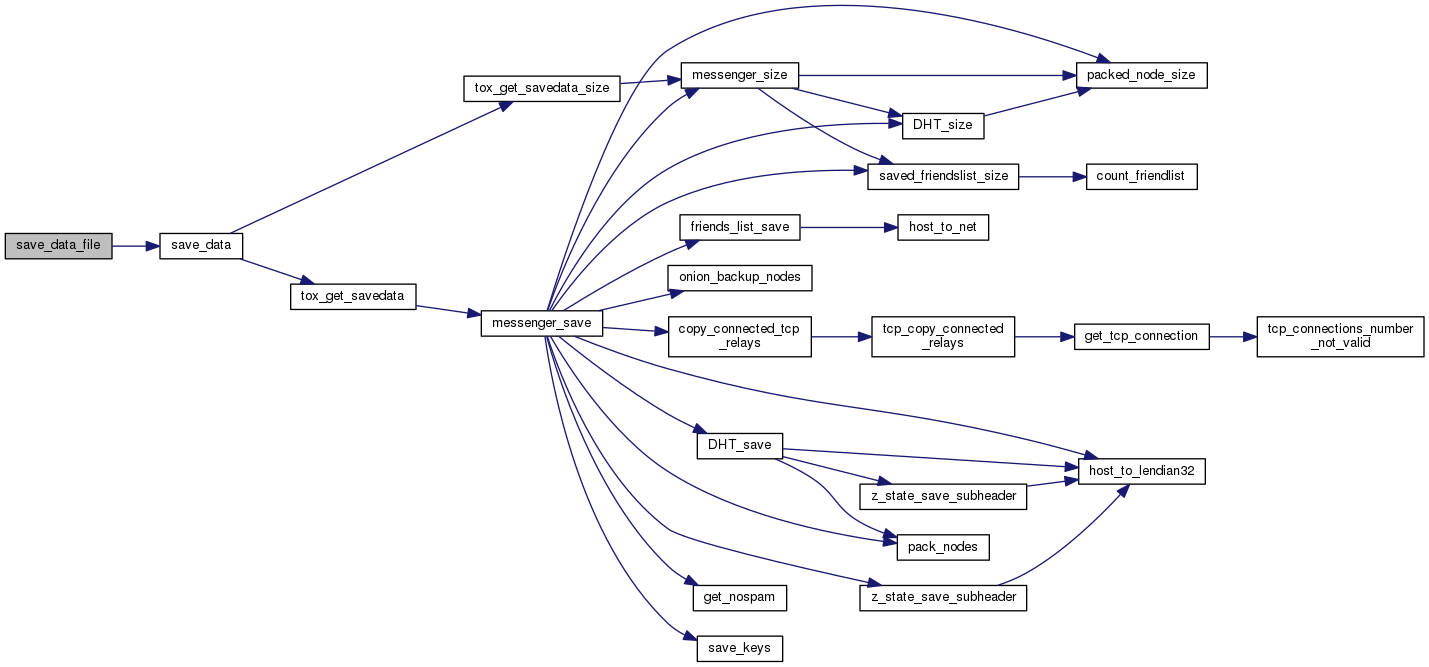 save_data_file
save_data
tox_get_savedata_size
tox_get_savedata
messenger_save
messenger_size
packed_node_size
DHT_size
saved_friendslist_size
count_friendlist
friends_list_save
host_to_net
onion_backup_nodes
copy_connected_tcp
_relays
tcp_copy_connected
_relays
get_tcp_connection
tcp_connections_number
_not_valid
DHT_save
host_to_lendian32
z_state_save_subheader
pack_nodes
get_nospam
z_state_save_subheader
save_keys